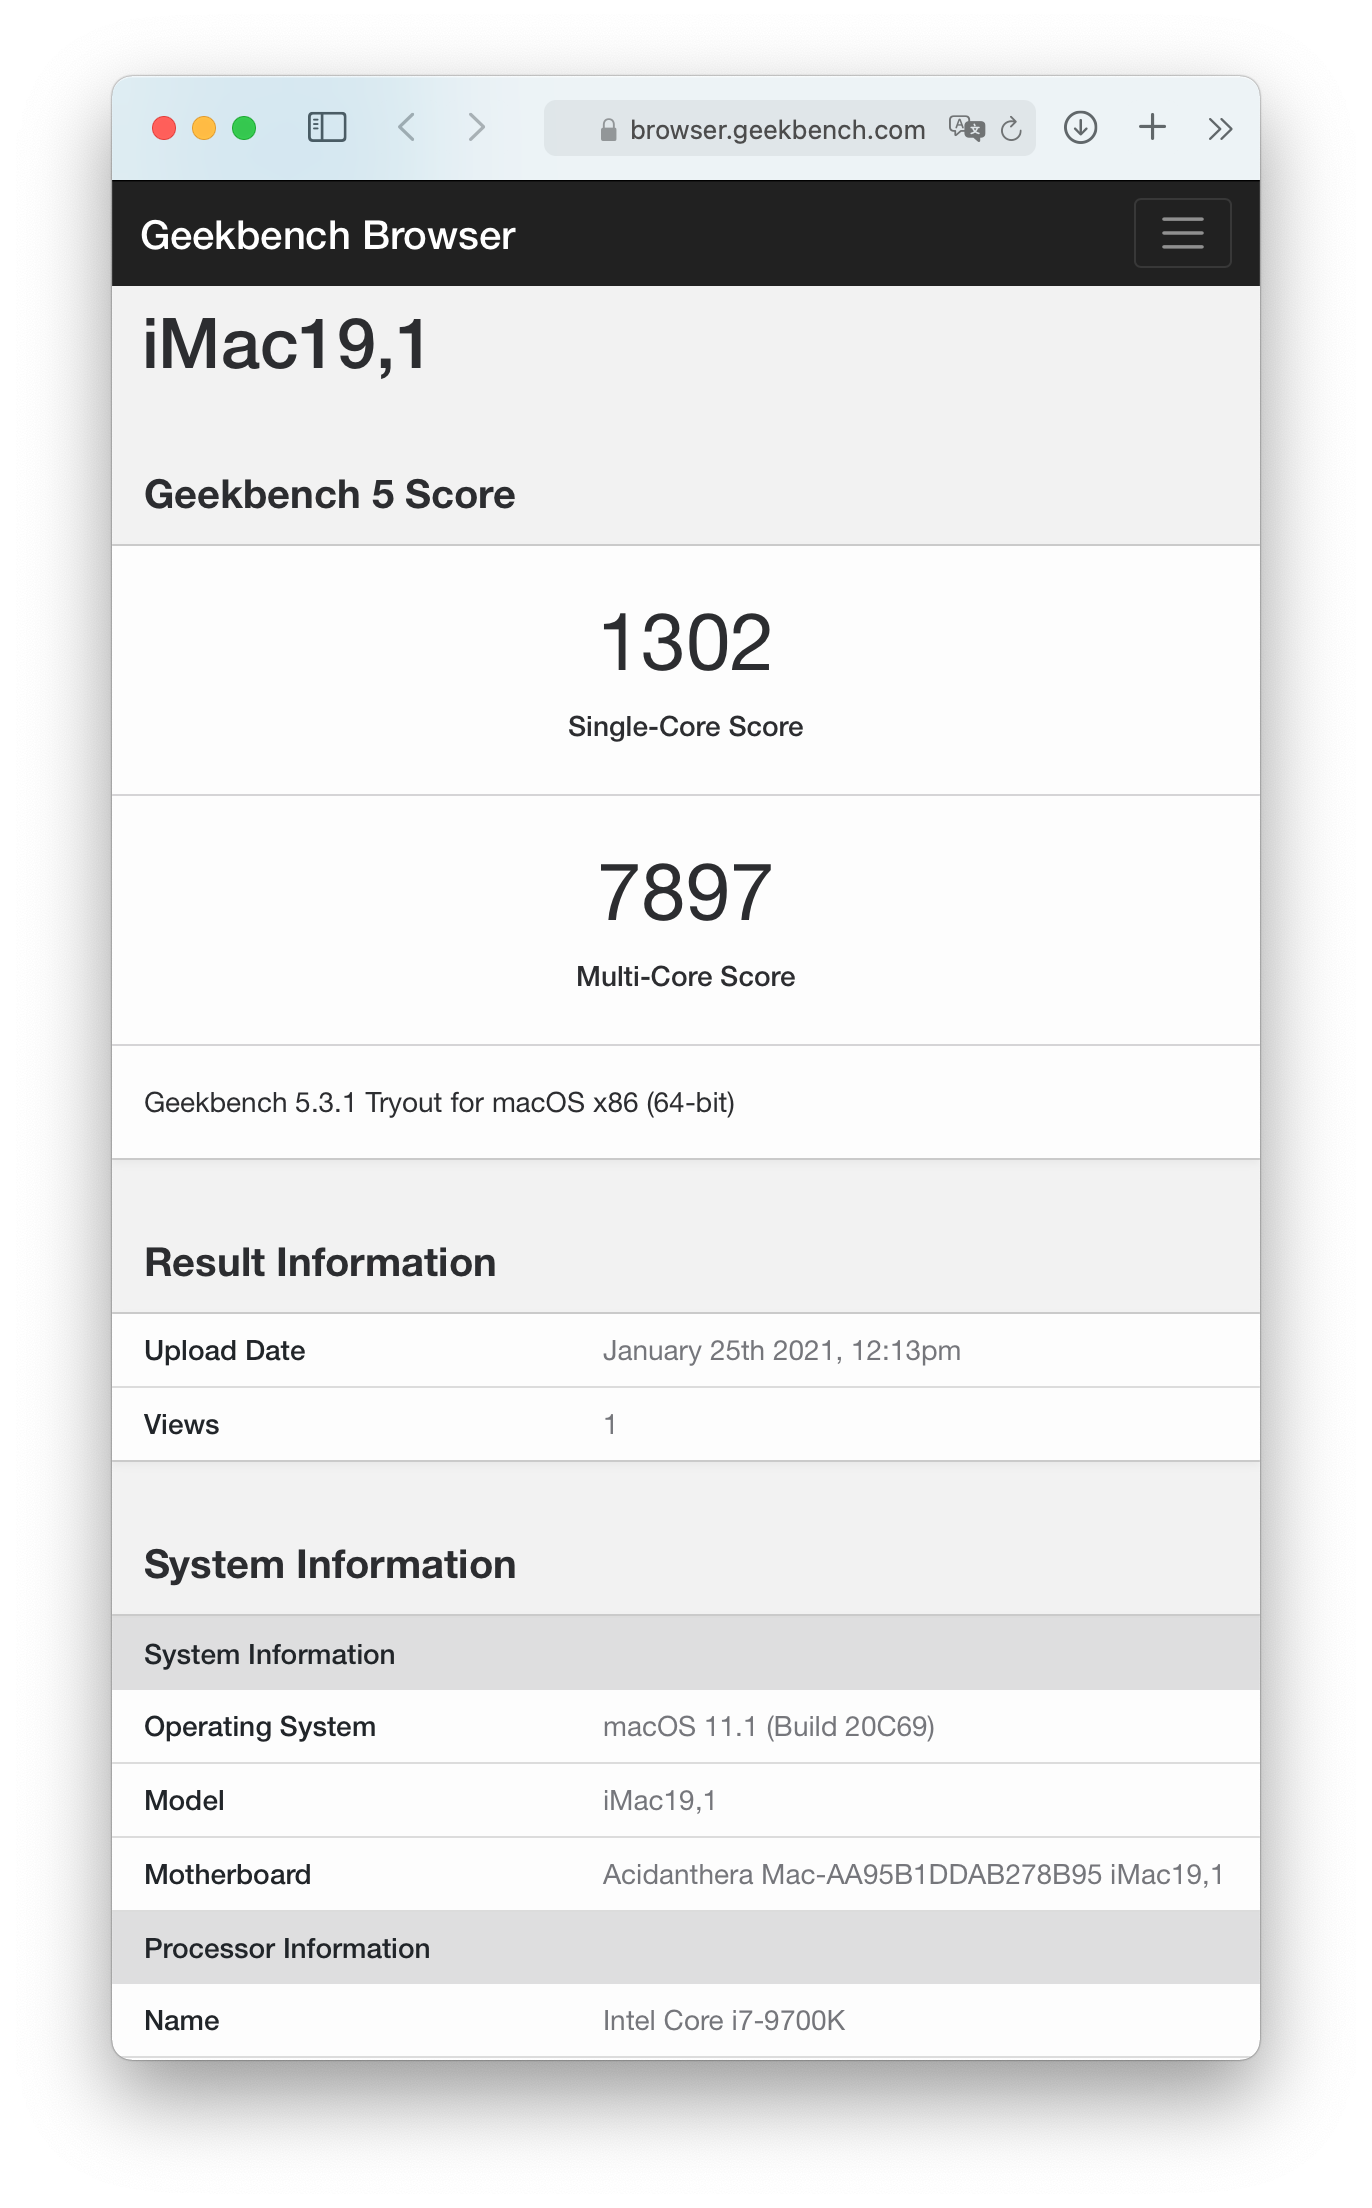 browser.geekbench.com
Geekbench Browser
iMac19,1
Geekbench 5 Score
1302
Single-Core Score
7897
Multi-Core Score
Geekbench 5.3.1 Tryout for macOS x86 (64-bit)
Result Information
Upload Date January 25th 2021, 12:13pm
Views 1
System Information
System Information
Operating System macOS 11.1 (Build 20C69)
Model iMac19,1
Motherboard Acidanthera Mac-AA95B1DDAB278B95 iMac19,1
Processor Information
Name Intel Core i7-9700K